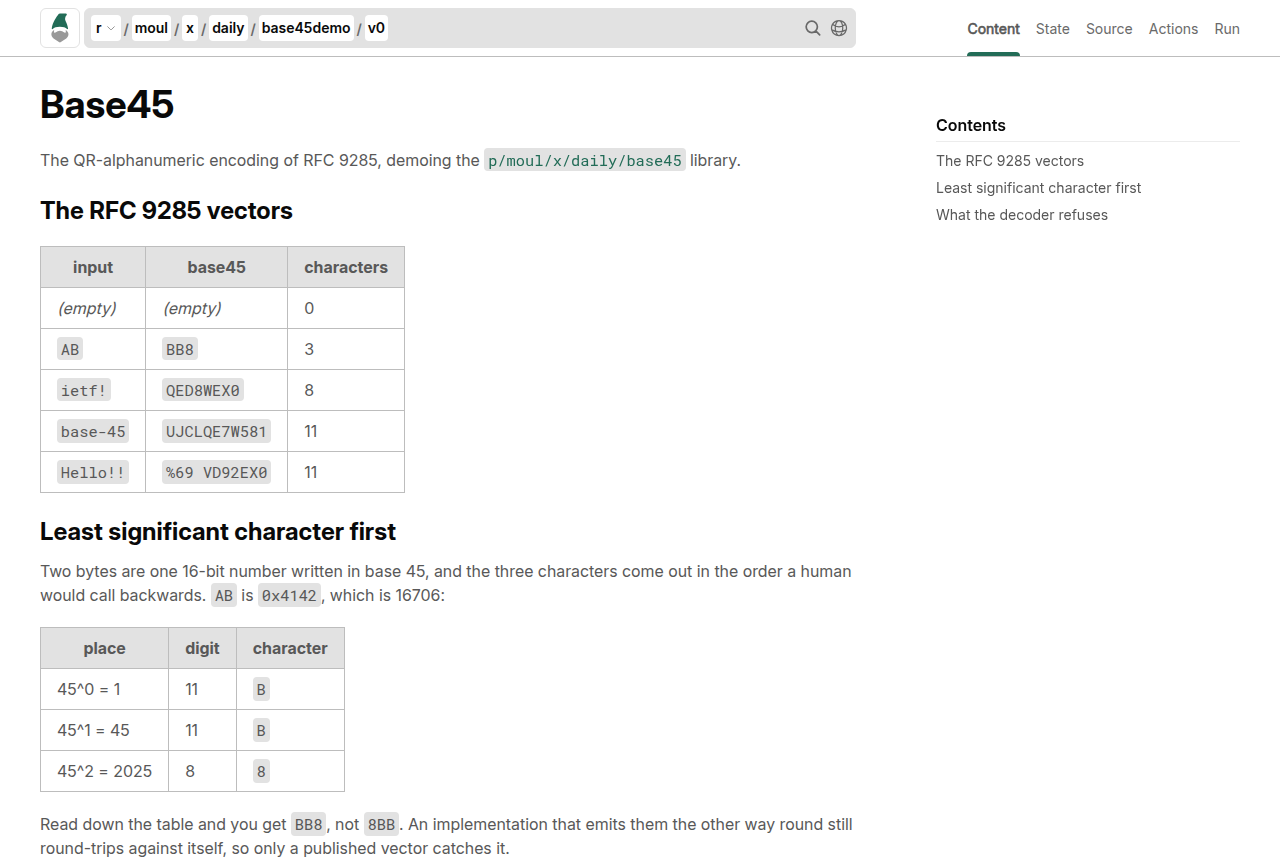 r / moul / x / daily / base45demo / v0
Content State Source Actions Run
Base45
The QR-alphanumeric encoding of RFC 9285, demoing the p/moul/x/daily/base45 library.
Contents
The RFC 9285 vectors
Least significant character first
What the decoder refuses
The RFC 9285 vectors
input base45 characters
(empty) (empty) 0
AB BB8 3
ietf! QED8WEX0 8
base-45 UJCLQE7W581 11
Hello!! %69 VD92EX0 11
Least significant character first
Two bytes are one 16-bit number written in base 45, and the three characters come out in the order a human
would call backwards. AB is 0x4142, which is 16706:
place digit character
45^0 = 1 11 B
45^1 = 45 11 B
45^2 = 2025 8 8
Read down the table and you get BB8, not 8BB. An implementation that emits them the other way round still
round-trips against itself, so only a published vector catches it.